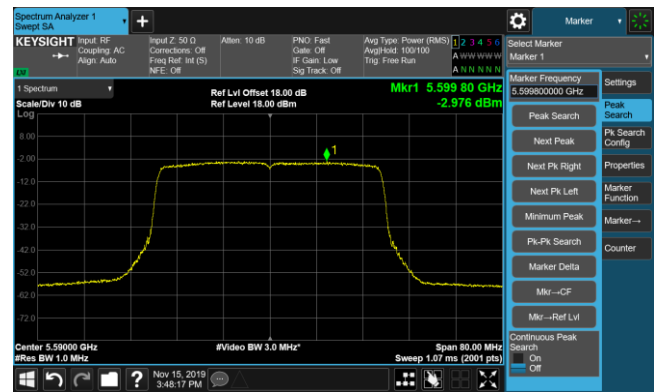 Spectrum Analyzer 1
Swept SA
+
Marker
KEYSIGHT
Input: RF
Coupling: AC
Align: Auto
Input Z: 50 Ω
Corrections: Off
Freq Ref: Int (S)
NFE: Off
Atten: 10 dB
PNO: Fast
Gate: Off
IF Gain: Low
Sig Track: Off
Avg Type: Power (RMS)
Avg|Hold: 100/100
Trig: Free Run
1 2 3 4 5 6
A W W W W W
A N N N N N
LXI
Select Marker
Marker 1
1 Spectrum
Scale/Div 10 dB
Log
Ref Lvl Offset 18.00 dB
Ref Level 18.00 dBm
Mkr1 5.599 80 GHz
-2.976 dBm
1
8.00
-2.00
-12.0
-22.0
-32.0
-42.0
-52.0
-62.0
-72.0
Center 5.59000 GHz
#Res BW 1.0 MHz
#Video BW 3.0 MHz*
Span 80.00 MHz
Sweep 1.07 ms (2001 pts)
Marker Frequency
5.599800000 GHz
Peak Search
Next Peak
Next Pk Right
Next Pk Left
Minimum Peak
Pk-Pk Search
Marker Delta
Mkr→CF
Mkr→Ref Lvl
Continuous Peak
Search
On
Off
Settings
Peak
Search
Pk Search
Config
Properties
Marker
Function
Marker→
Counter
?
Nov 15, 2019
3:48:17 PM